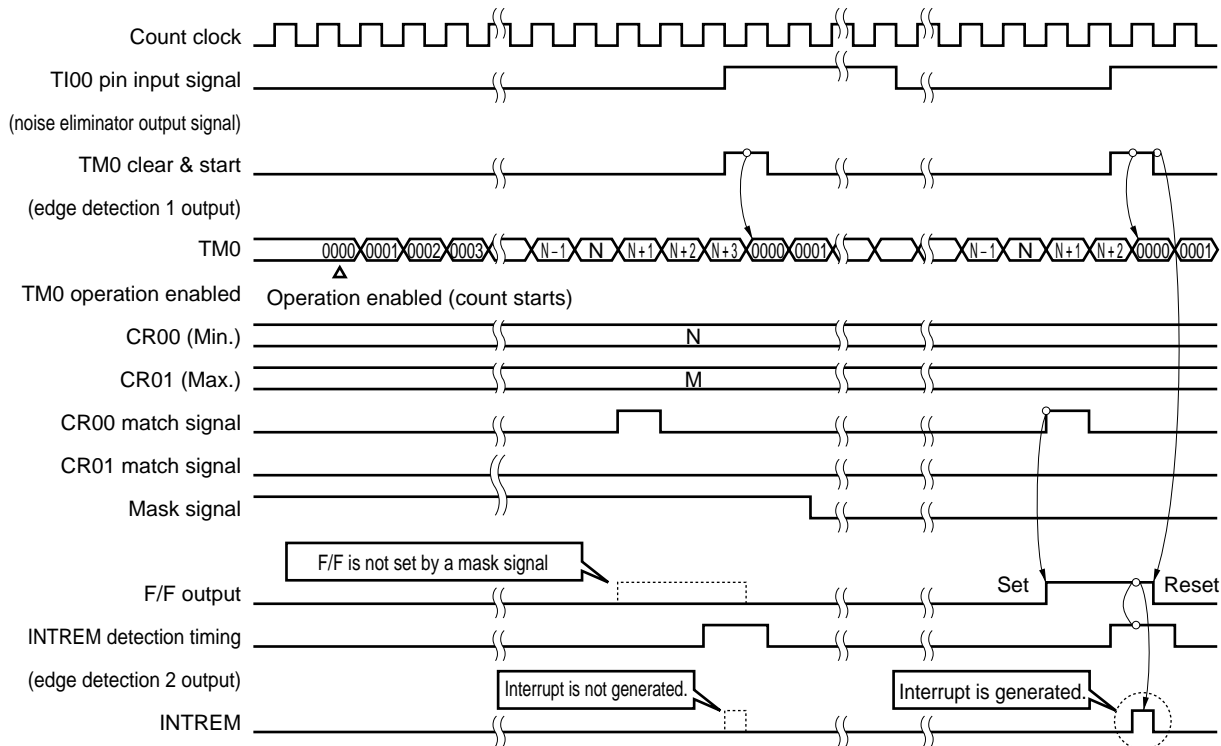 Count clock
TI00 pin input signal
(noise eliminator output signal)
TM0 clear & start
(edge detection 1 output)
TM0 0000 0001 0002 0003 N−1 N N+1 N+2 N+3 0000 0001 N−1 N N+1 N+2 0000 0001
TM0 operation enabled Operation enabled (count starts)
CR00 (Min.) N
CR01 (Max.) M
CR00 match signal
CR01 match signal
Mask signal
F/F is not set by a mask signal
F/F output Set Reset
INTREM detection timing
(edge detection 2 output)
Interrupt is not generated. Interrupt is generated.
INTREM